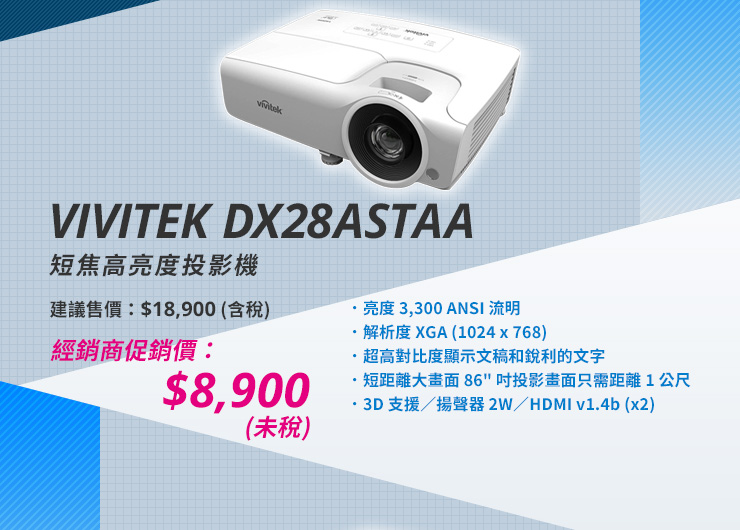 vivitek
VIVITEK DX28ASTAA
短焦高亮度投影機
建議售價：$18,900 (含稅)
經銷商促銷價：
$8,900
(未稅)
・亮度 3,300 ANSI 流明
・解析度 XGA (1024 x 768)
・超高對比度顯示文稿和銳利的文字
・短距離大畫面 86" 吋投影畫面只需距離 1 公尺
・3D 支援／揚聲器 2W／HDMI v1.4b (x2)